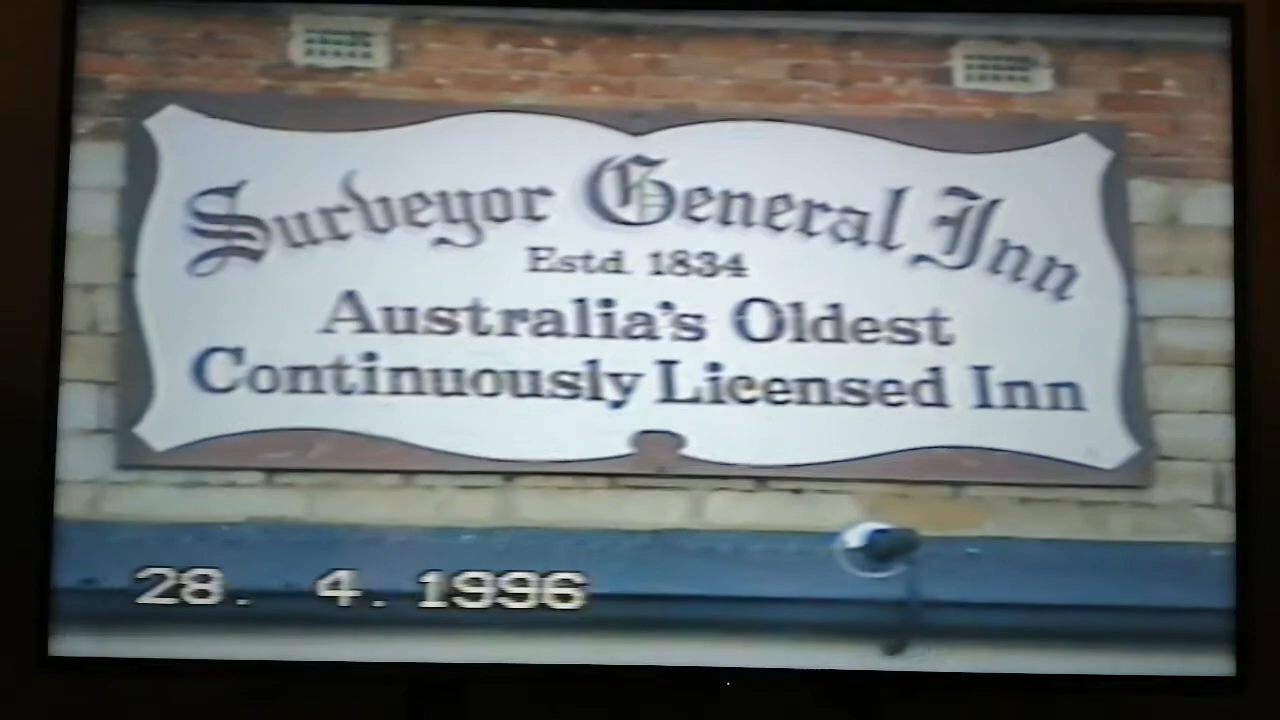 Surveyor General Inn
Estd 1834
Australia's Oldest
Continuously Licensed Inn
28. 4. 1996